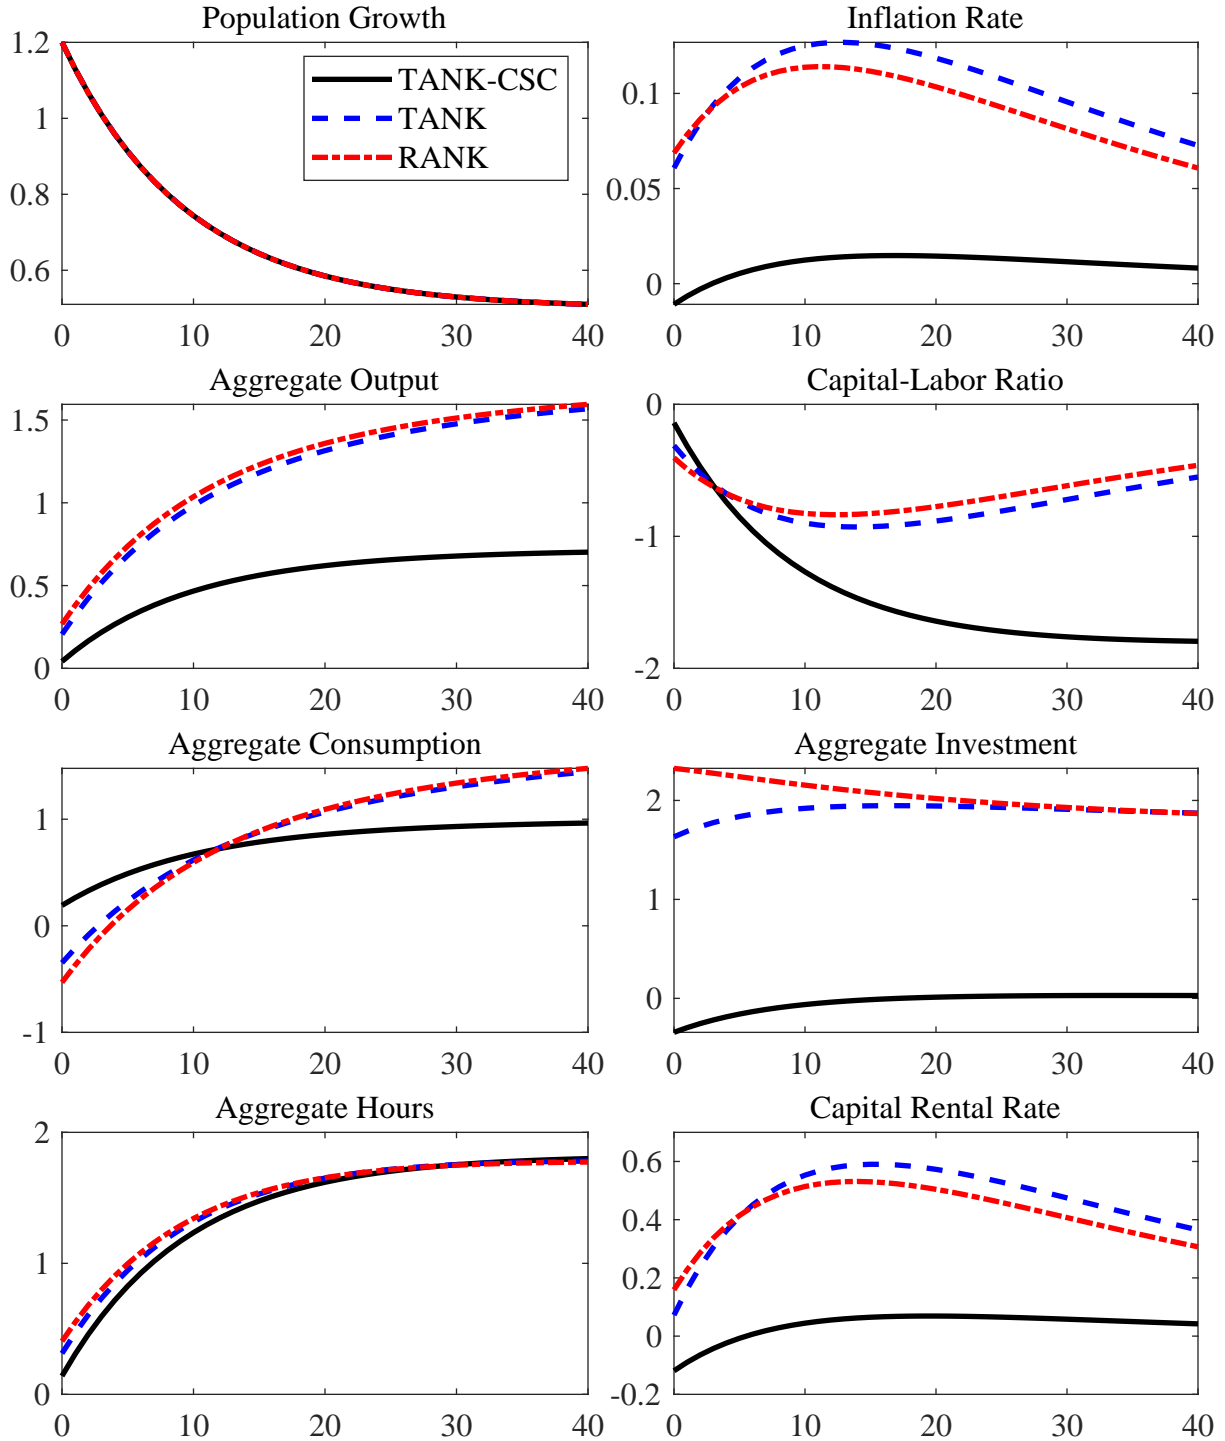 Population Growth
1.2
1
0.8
0.6
0 10 20 30 40
TANK-CSC
TANK
RANK
Inflation Rate
0.1
0.05
0
0 10 20 30 40
Aggregate Output
1.5
1
0.5
0
0 10 20 30 40
Capital-Labor Ratio
0
-1
-2
0 10 20 30 40
Aggregate Consumption
1
0
-1
0 10 20 30 40
Aggregate Investment
2
1
0
0 10 20 30 40
Aggregate Hours
2
1
0
0 10 20 30 40
Capital Rental Rate
0.6
0.4
0.2
0
-0.2
0 10 20 30 40